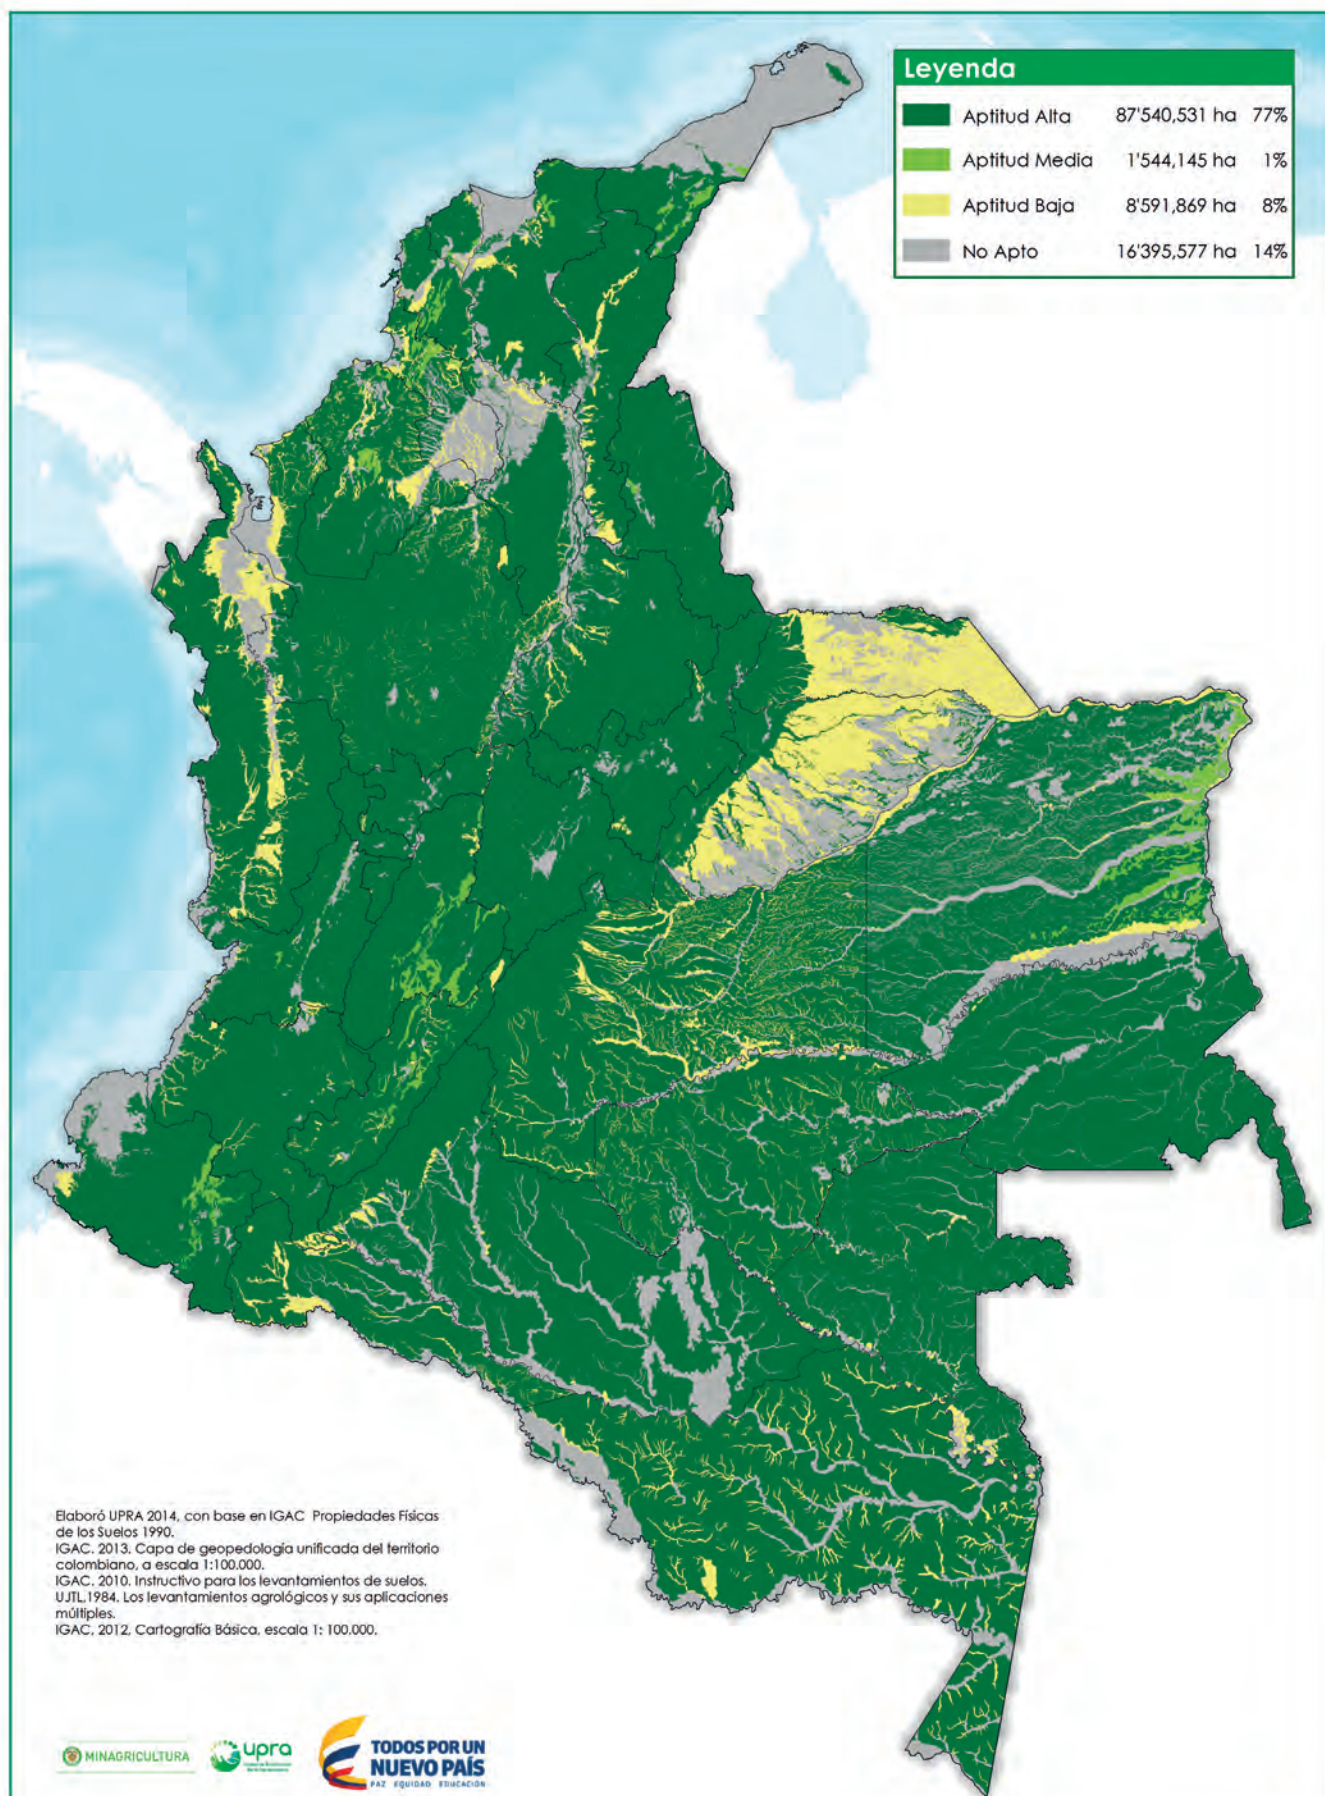 Leyenda
Aptitud Alta 87'540,531 ha 77%
Aptitud Media 1'544,145 ha 1%
Aptitud Baja 8'591,869 ha 8%
No Apto 16'395,577 ha 14%
Elaboró UPRA 2014, con base en IGAC Propiedades Físicas
de los Suelos 1990.
IGAC. 2013. Capa de geopedología unificada del territorio
colombiano, a escala 1:100.000.
IGAC. 2010. Instructivo para los levantamientos de suelos.
UJTL.1984. Los levantamientos agrológicos y sus aplicaciones
múltiples.
IGAC, 2012, Cartografía Básica, escala 1: 100.000.
MINAGRICULTURA
upra
TODOS POR UN
NUEVO PAÍS
PAZ EQUIDAD EDUCACIÓN